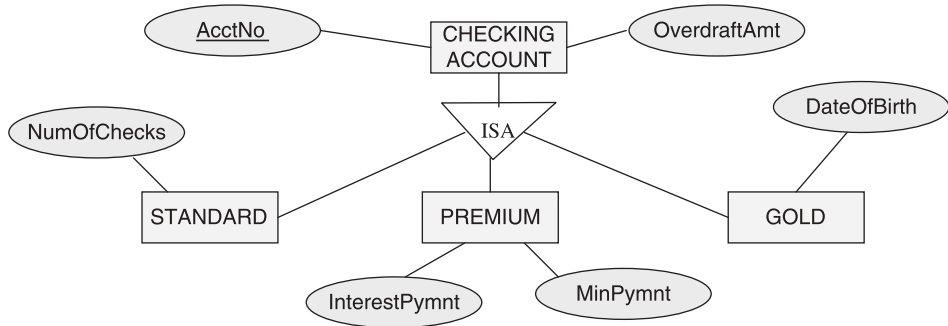 AcctNo
CHECKING
ACCOUNT
OverdraftAmt
NumOfChecks
ISA
DateOfBirth
STANDARD
PREMIUM
GOLD
InterestPymnt
MinPymnt